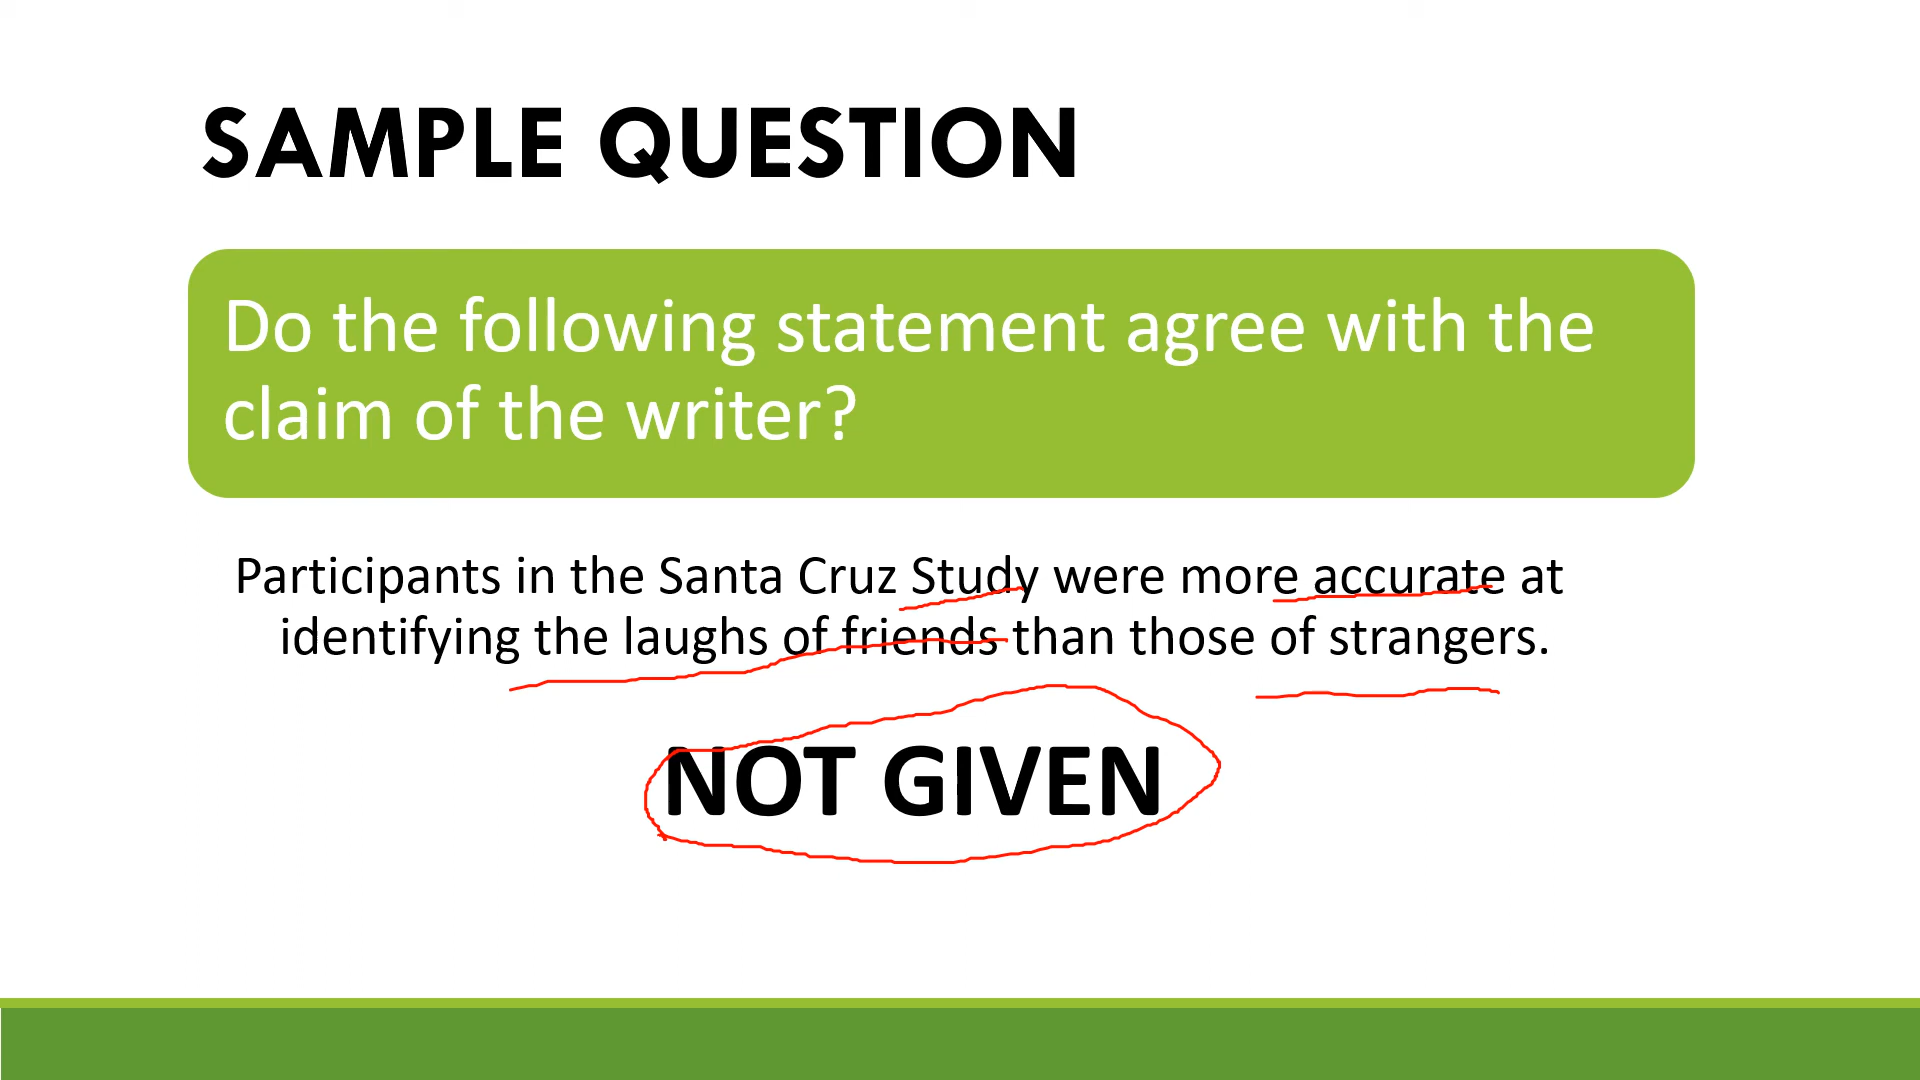 SAMPLE QUESTION
Do the following statement agree with the
claim of the writer?
Participants in the Santa Cruz Study were more accurate at
identifying the laughs of friends than those of strangers.
NOT GIVEN